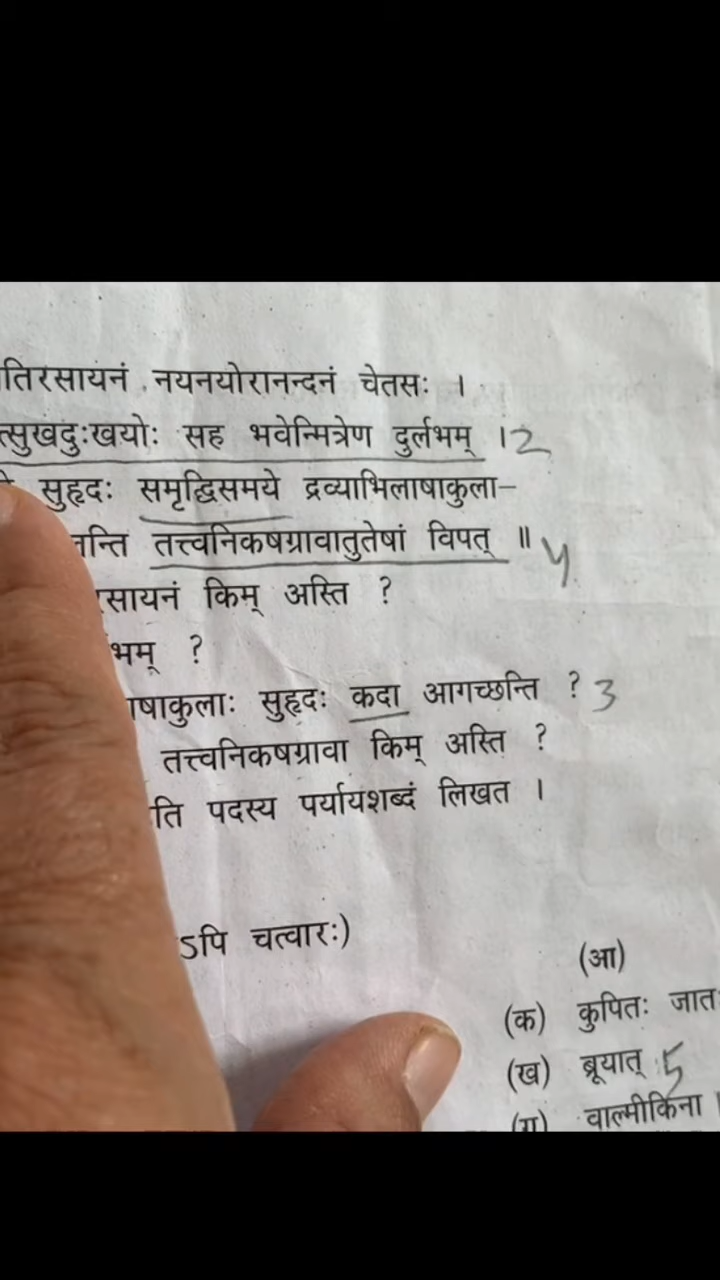 तिरसायनं नयनयोरानन्दनं चेतसः ।
त्सुखदुःखयोः सह भवेन्मित्रेण दुर्लभम् । 2
सुहृदः समृद्धिसमये द्रव्याभिलाषाकुला–
न्ति तत्त्वनिकषग्रावातुतेषां विपत् ॥ 4
सायनं किम् अस्ति ?
भम् ?
षाकुलाः सुहृदः कदा आगच्छन्ति ? 3
तत्त्वनिकषग्रावा किम् अस्ति ?
ति पदस्य पर्यायशब्दं लिखत ।
ऽपि चत्वारः)
(आ)
(क) कुपितः जात
(ख) ब्रूयात् 5
(ग) वाल्मीकिना ।